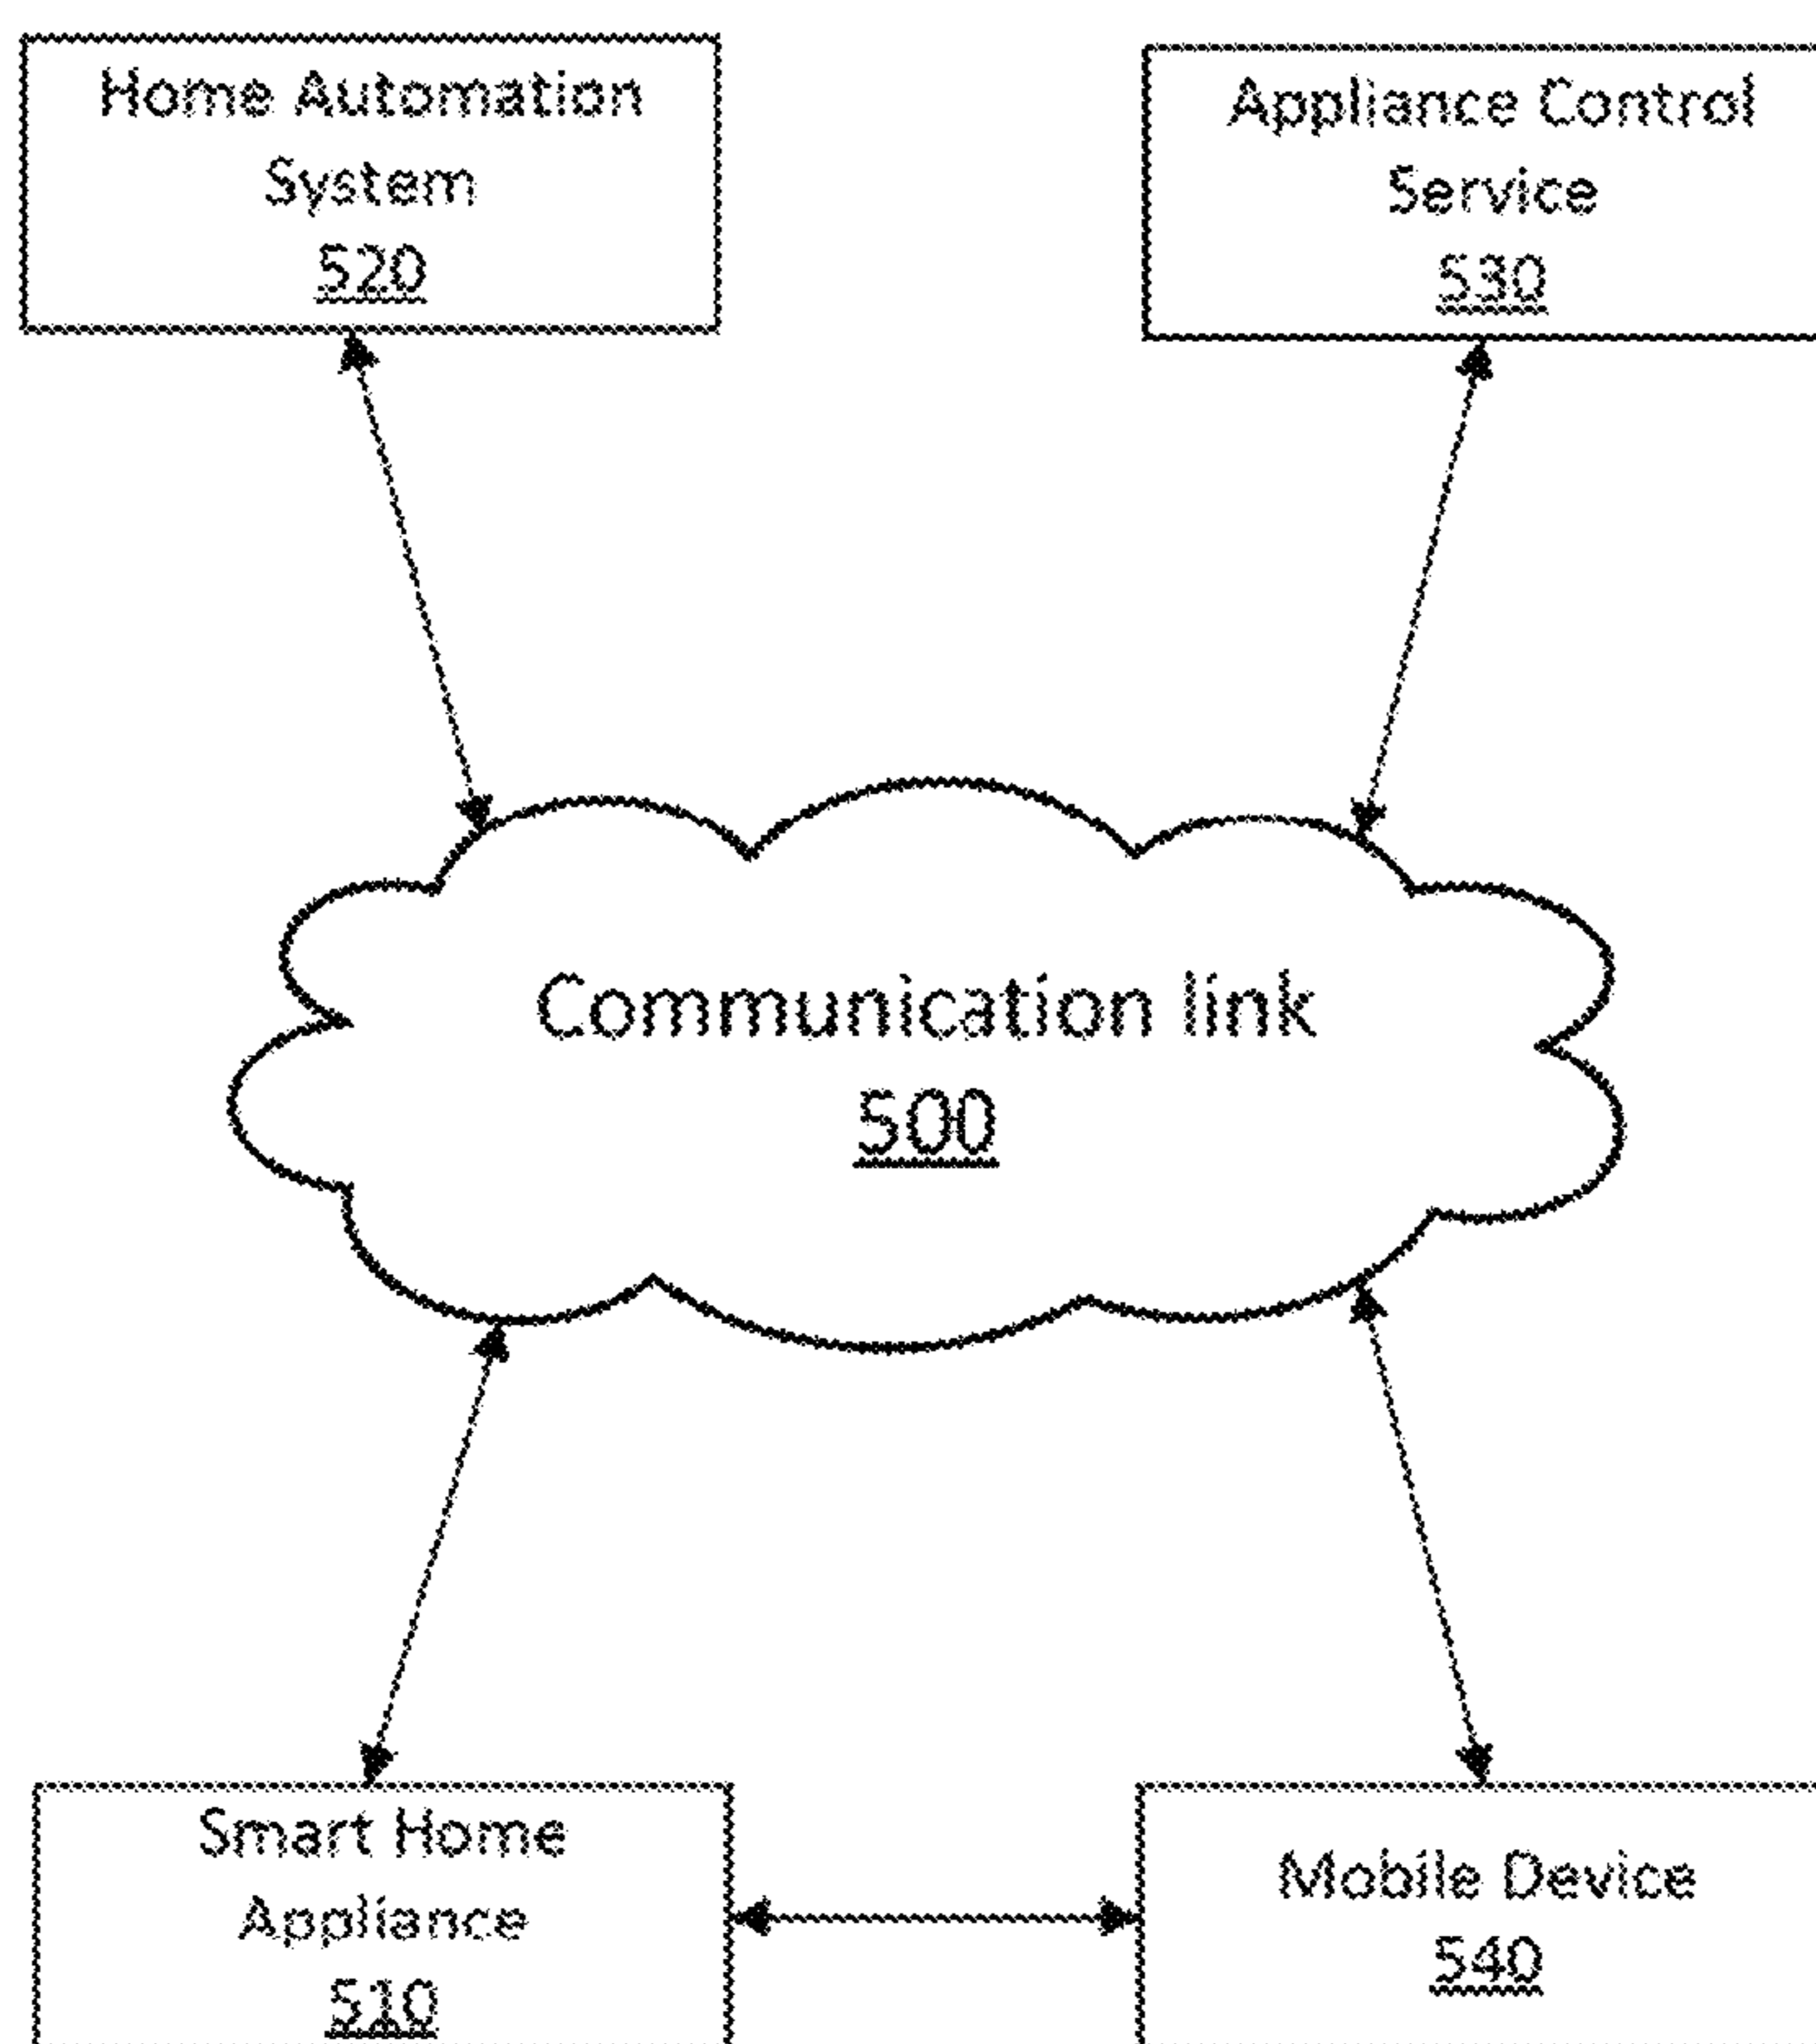 Home Automation
System
520
Appliance Control
Service
530
Communication link
500
Smart Home
Appliance
510
Mobile Device
540